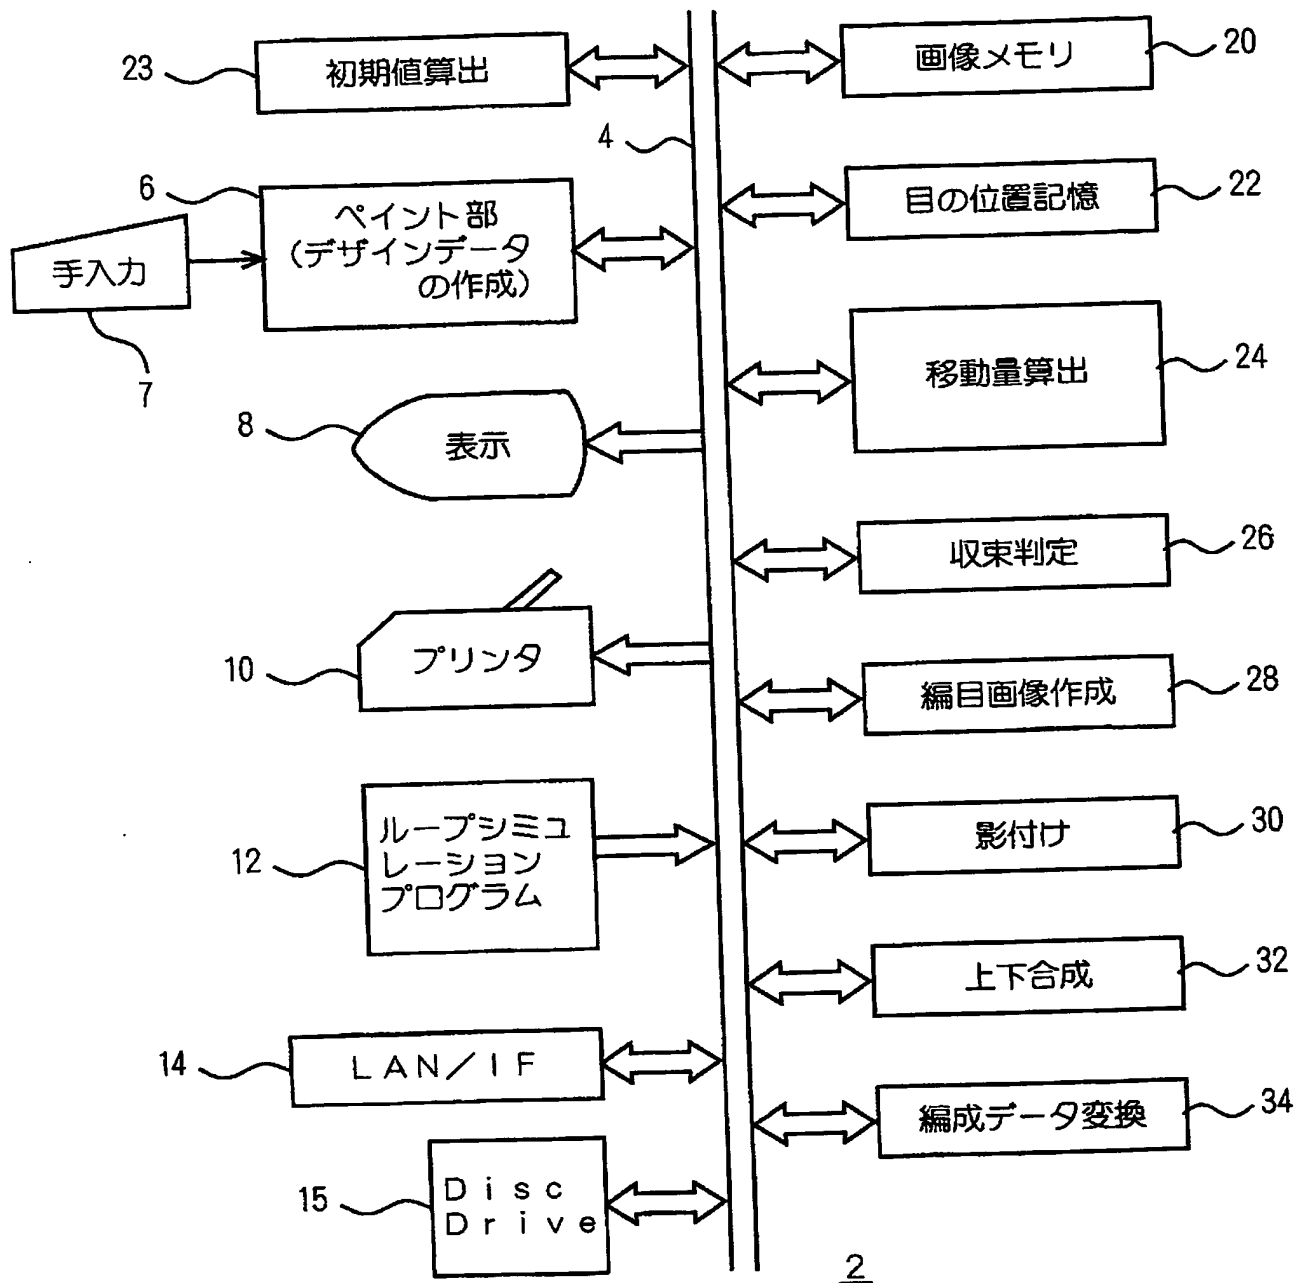 23
初期値算出
6
ペイント部
(デザインデータ
の作成)
手入力
7
8
表示
10
プリンタ
12
ループシミュ
レーション
プログラム
14
LAN/IF
15
Disc
Drive
4
画像メモリ
20
目の位置記憶
22
移動量算出
24
収束判定
26
編目画像作成
28
影付け
30
上下合成
32
編成データ変換
34
2